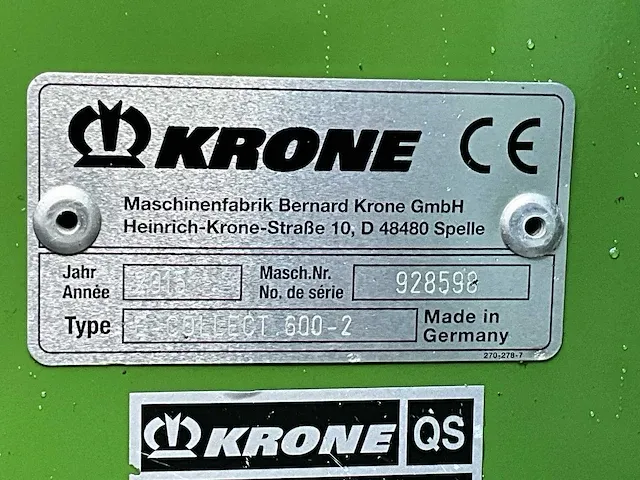 KRONE CE
Maschinenfabrik Bernard Krone GmbH
Heinrich-Krone-Straße 10, D 48480 Spelle
Jahr
Année
Masch.Nr.
No. de série
928598
Type COLLECT 600-2
Made in
Germany
270-278-7
KRONE QS